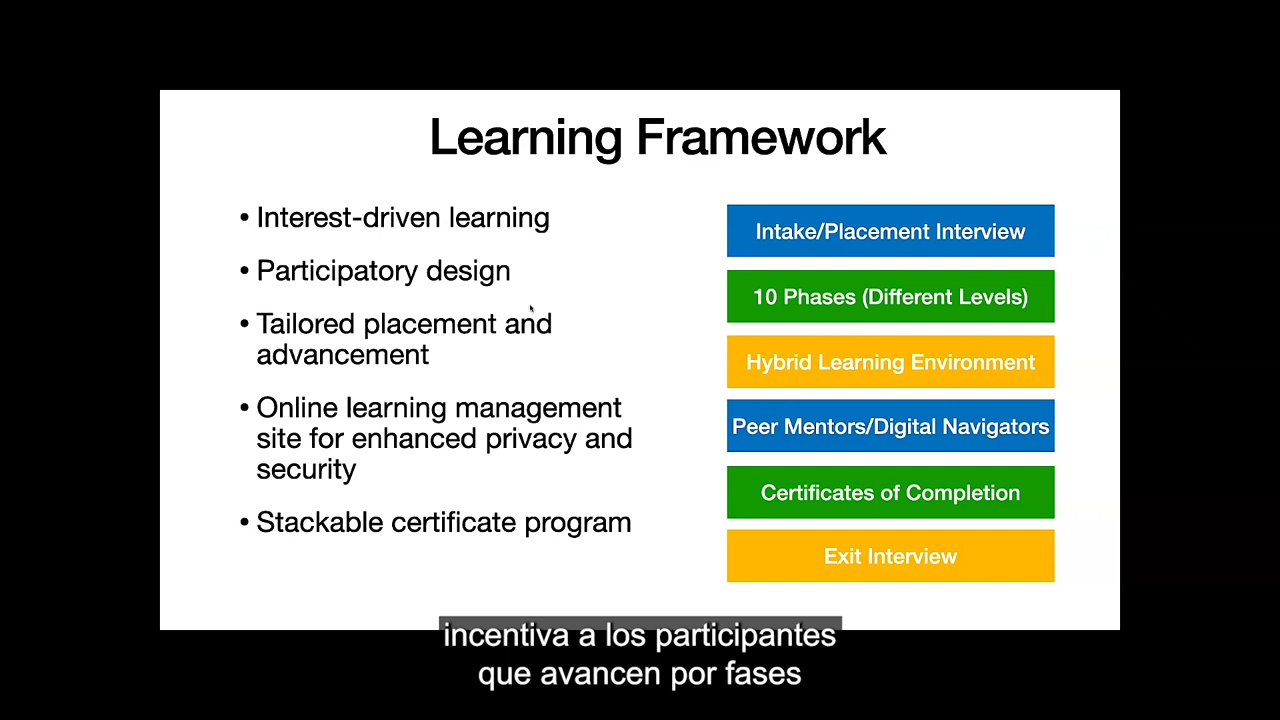 Learning Framework
• Interest-driven learning
• Participatory design
• Tailored placement and
advancement
• Online learning management
site for enhanced privacy and
security
• Stackable certificate program
Intake/Placement Interview
10 Phases (Different Levels)
Hybrid Learning Environment
Peer Mentors/Digital Navigators
Certificates of Completion
Exit Interview
incentiva a los participantes
que avancen por fases